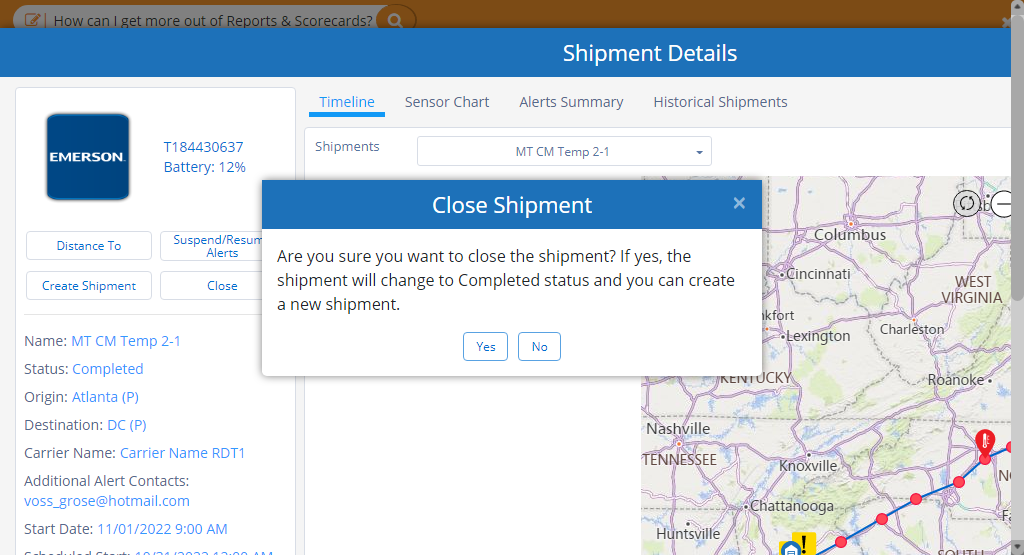 How can I get more out of Reports & Scorecards?
Shipment Details
EMERSON.
T184430637
Battery: 12%
Distance To
Suspend/Resum
Alerts
Create Shipment
Close
Name: MT CM Temp 2-1
Status: Completed
Origin: Atlanta (P)
Destination: DC (P)
Carrier Name: Carrier Name RDT1
Additional Alert Contacts:
voss_grose@hotmail.com
Start Date: 11/01/2022 9:00 AM
Timeline
Sensor Chart
Alerts Summary
Historical Shipments
Shipments
MT CM Temp 2-1
Close Shipment
×
Are you sure you want to close the shipment? If yes, the
shipment will change to Completed status and you can create
a new shipment.
Yes
No
Columbus
Cincinnati
WEST
VIRGINIA
kfort
Lexington
Charleston
KENTUCKY
Roanoke
Nashville
TENNESSEE
Knoxville
Chattanooga
Huntsville